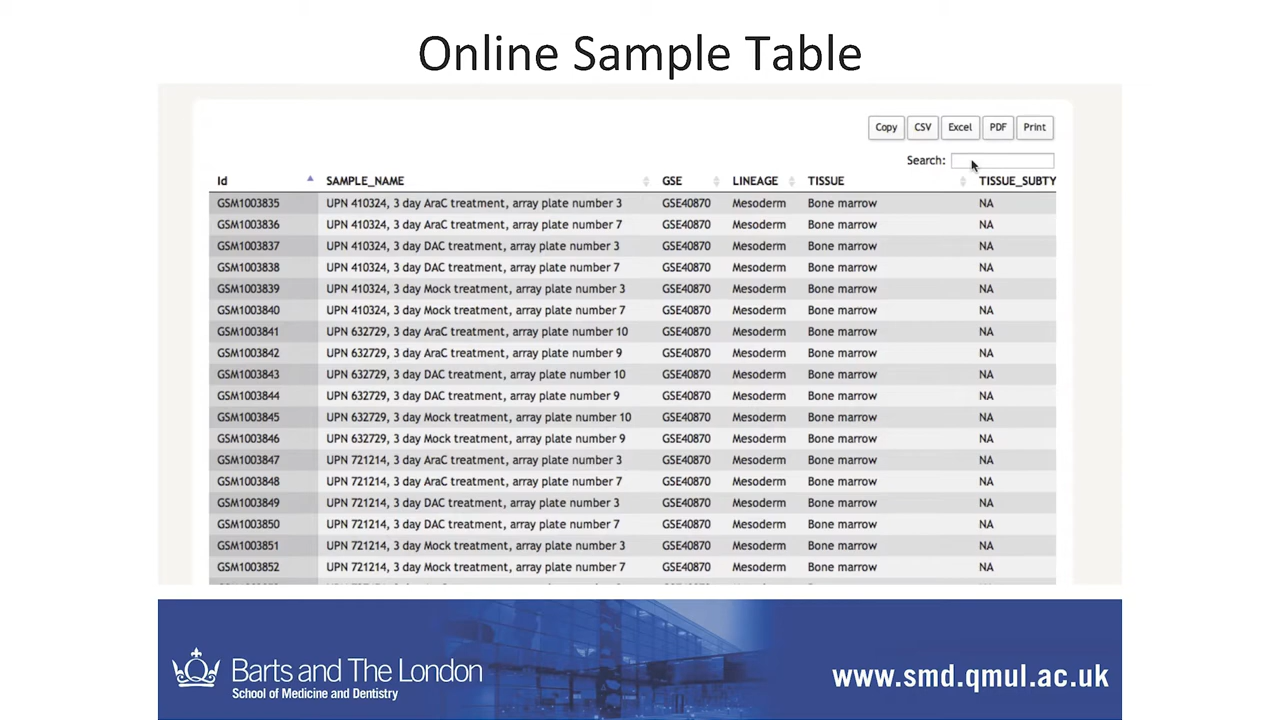 Online Sample Table
Copy CSV Excel PDF Print
Search:
Id SAMPLE_NAME GSE LINEAGE TISSUE TISSUE_SUBTY
GSM1003835 UPN 410324, 3 day AraC treatment, array plate number 3 GSE40870 Mesoderm Bone marrow NA
GSM1003836 UPN 410324, 3 day AraC treatment, array plate number 7 GSE40870 Mesoderm Bone marrow NA
GSM1003837 UPN 410324, 3 day DAC treatment, array plate number 3 GSE40870 Mesoderm Bone marrow NA
GSM1003838 UPN 410324, 3 day DAC treatment, array plate number 7 GSE40870 Mesoderm Bone marrow NA
GSM1003839 UPN 410324, 3 day Mock treatment, array plate number 3 GSE40870 Mesoderm Bone marrow NA
GSM1003840 UPN 410324, 3 day Mock treatment, array plate number 7 GSE40870 Mesoderm Bone marrow NA
GSM1003841 UPN 632729, 3 day AraC treatment, array plate number 10 GSE40870 Mesoderm Bone marrow NA
GSM1003842 UPN 632729, 3 day AraC treatment, array plate number 9 GSE40870 Mesoderm Bone marrow NA
GSM1003843 UPN 632729, 3 day DAC treatment, array plate number 10 GSE40870 Mesoderm Bone marrow NA
GSM1003844 UPN 632729, 3 day DAC treatment, array plate number 9 GSE40870 Mesoderm Bone marrow NA
GSM1003845 UPN 632729, 3 day Mock treatment, array plate number 10 GSE40870 Mesoderm Bone marrow NA
GSM1003846 UPN 632729, 3 day Mock treatment, array plate number 9 GSE40870 Mesoderm Bone marrow NA
GSM1003847 UPN 721214, 3 day AraC treatment, array plate number 3 GSE40870 Mesoderm Bone marrow NA
GSM1003848 UPN 721214, 3 day AraC treatment, array plate number 7 GSE40870 Mesoderm Bone marrow NA
GSM1003849 UPN 721214, 3 day DAC treatment, array plate number 3 GSE40870 Mesoderm Bone marrow NA
GSM1003850 UPN 721214, 3 day DAC treatment, array plate number 7 GSE40870 Mesoderm Bone marrow NA
GSM1003851 UPN 721214, 3 day Mock treatment, array plate number 3 GSE40870 Mesoderm Bone marrow NA
GSM1003852 UPN 721214, 3 day Mock treatment, array plate number 7 GSE40870 Mesoderm Bone marrow NA
Barts and The London
School of Medicine and Dentistry
www.smd.qmul.ac.uk